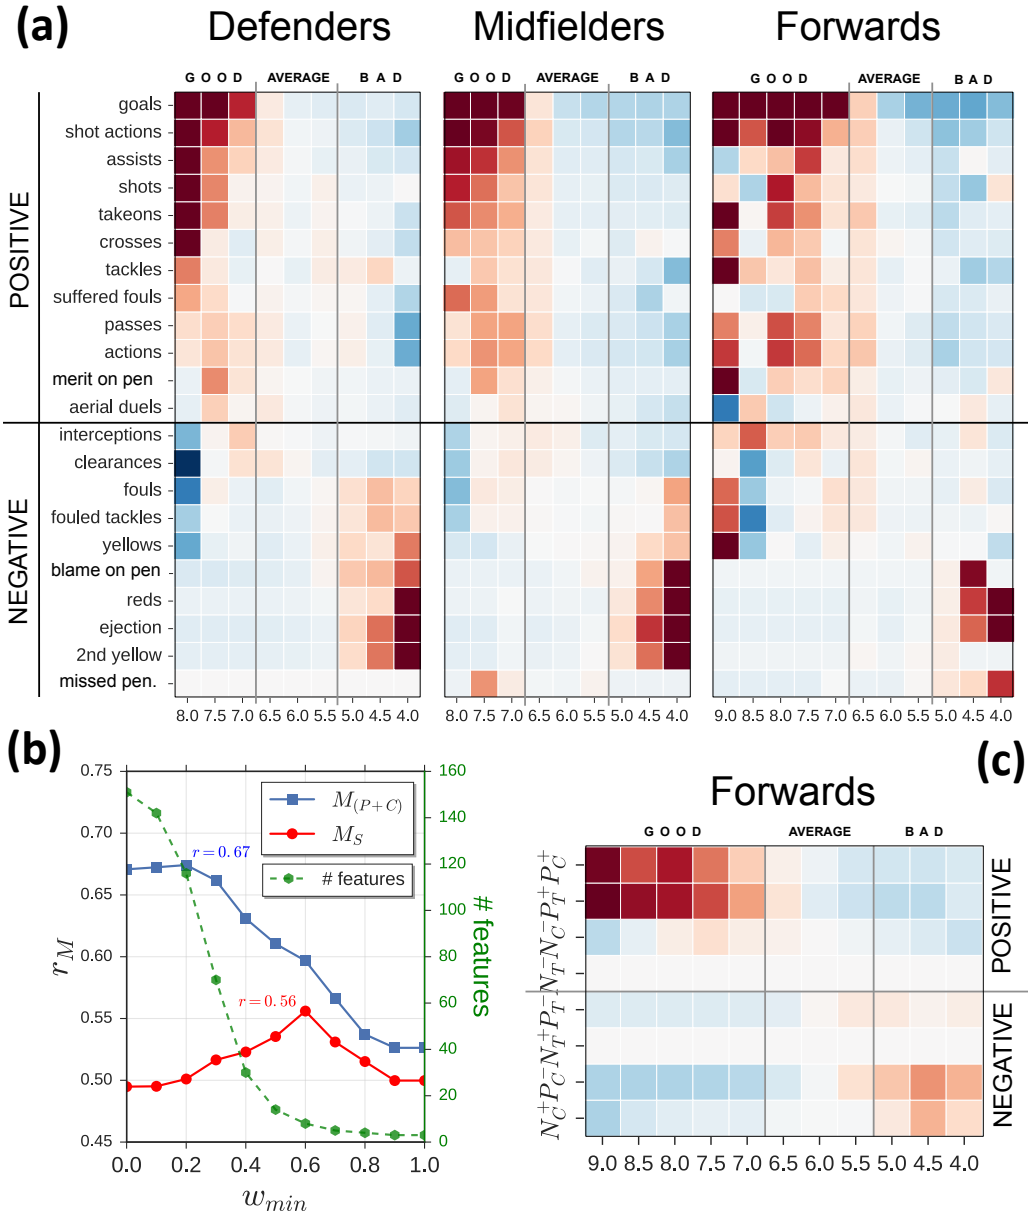 (a)
Defenders Midfielders Forwards
G O O D AVERAGE B A D G O O D AVERAGE B A D G O O D AVERAGE B A D
POSITIVE
goals
shot actions
assists
shots
takeons
crosses
tackles
suffered fouls
passes
actions
merit on pen
aerial duels
NEGATIVE
interceptions
clearances
fouls
fouled tackles
yellows
blame on pen
reds
ejection
2nd yellow
missed pen.
8.0 7.5 7.0 6.5 6.0 5.5 5.0 4.5 4.0 8.0 7.5 7.0 6.5 6.0 5.5 5.0 4.5 4.0 9.0 8.5 8.0 7.5 7.0 6.5 6.0 5.5 5.0 4.5 4.0
(b)
0.75
0.70
0.65
0.60
0.55
0.50
0.45
r_M
M_(P+C)
M_S
# features
r = 0.67
r = 0.56
160
140
120
100
80
60
40
20
0
# features
0.0 0.2 0.4 0.6 0.8 1.0
w_min
(c)
Forwards
G O O D AVERAGE B A D
N_C^+ P_C^- N_T^+ P_T^- N_T^- N_C^- P_T^+ P_C^+
POSITIVE
NEGATIVE
9.0 8.5 8.0 7.5 7.0 6.5 6.0 5.5 5.0 4.5 4.0